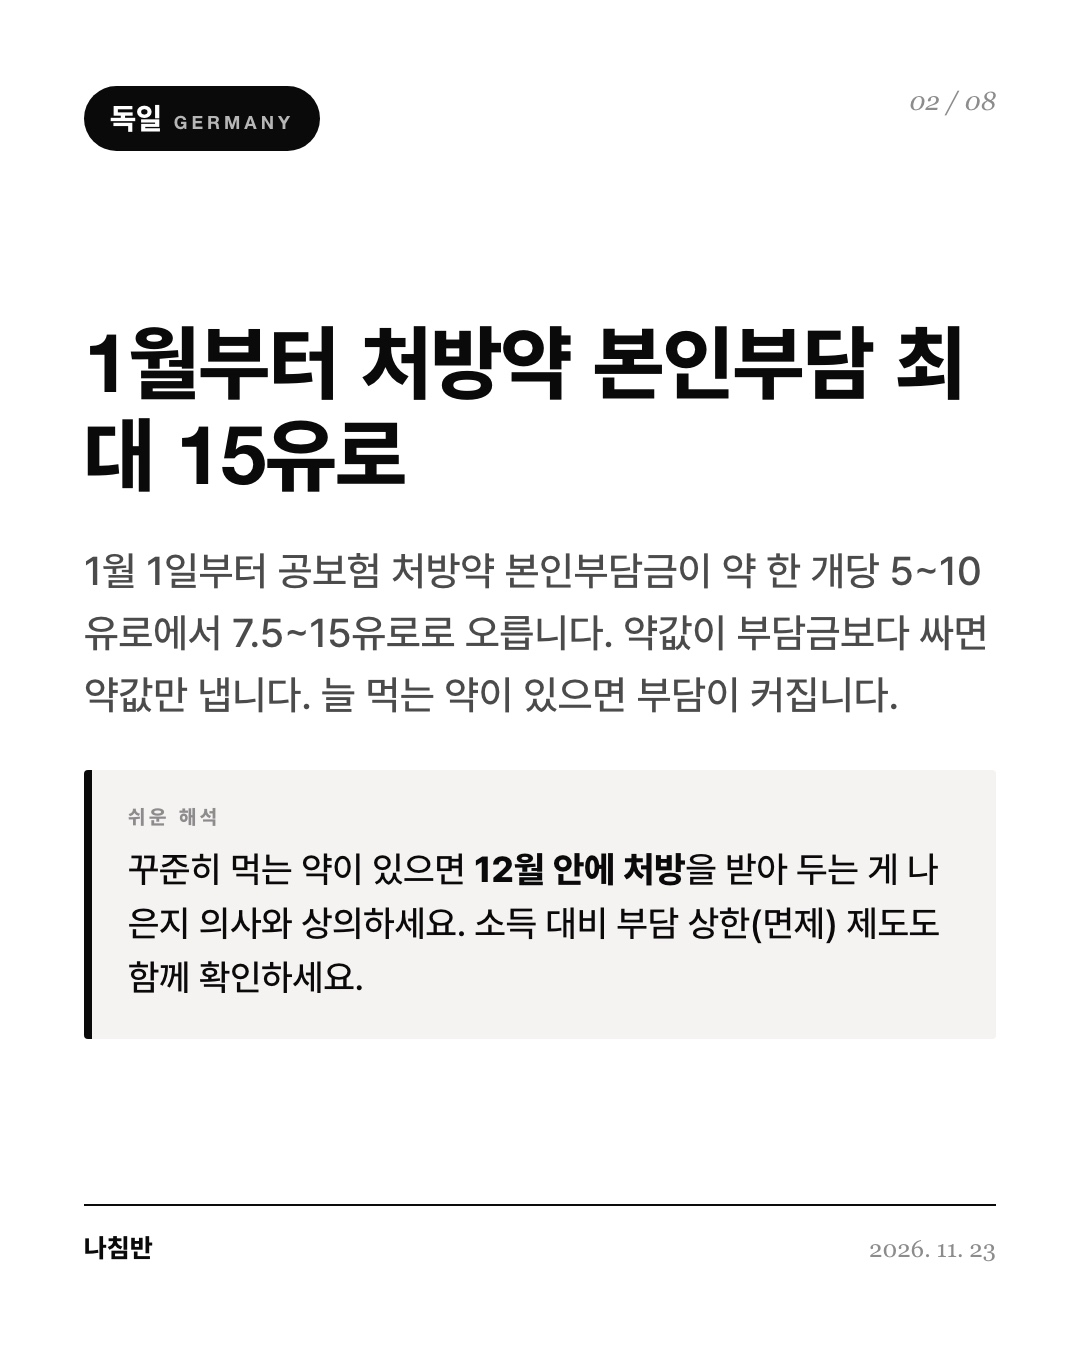 독일 GERMANY
02 / 08
1월부터 처방약 본인부담 최
대 15유로
1월 1일부터 공보험 처방약 본인부담금이 약 한 개당 5~10
유로에서 7.5~15유로로 오릅니다. 약값이 부담금보다 싸면
약값만 냅니다. 늘 먹는 약이 있으면 부담이 커집니다.
쉬운 해석
꾸준히 먹는 약이 있으면 12월 안에 처방을 받아 두는 게 나
은지 의사와 상의하세요. 소득 대비 부담 상한(면제) 제도도
함께 확인하세요.
나침반
2026. 11. 23